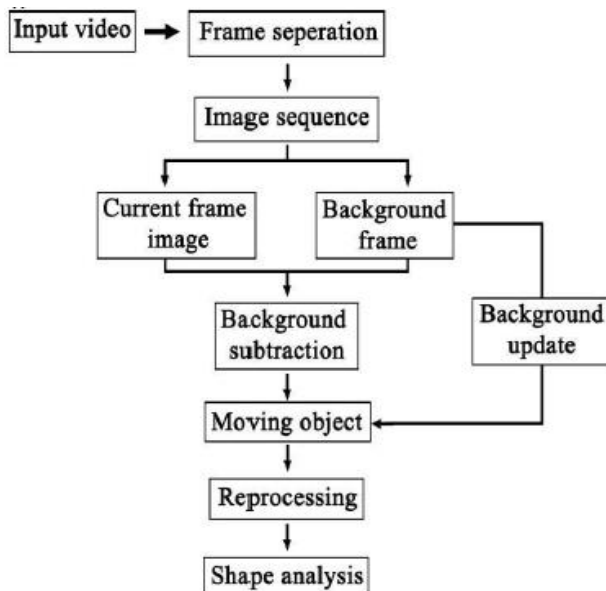 Input video
Frame seperation
Image sequence
Current frame
image
Background
frame
Background
subtraction
Background
update
Moving object
Reprocessing
Shape analysis